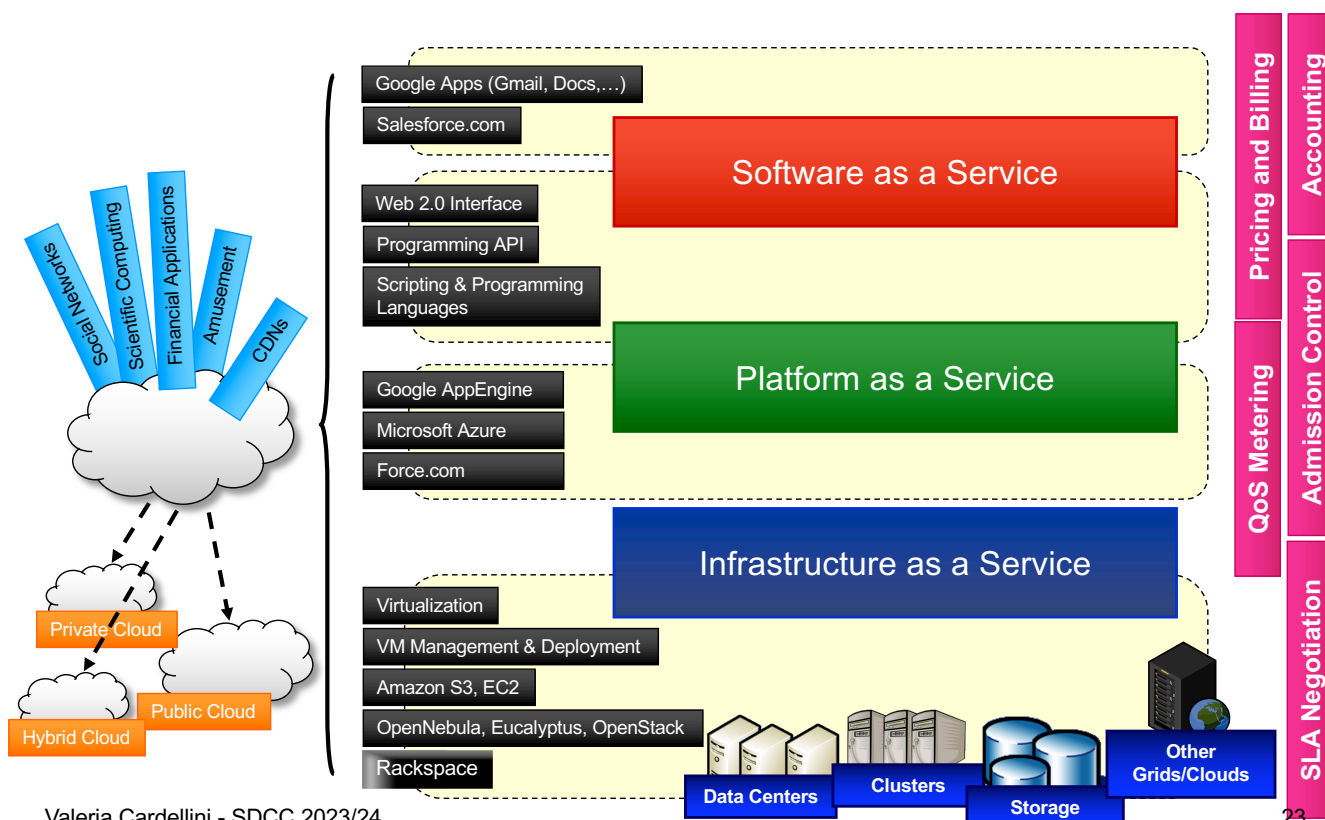 Social Networks
Scientific Computing
Financial Applications
Amusement
CDNs
Private Cloud
Public Cloud
Hybrid Cloud
Google Apps (Gmail, Docs,…)
Salesforce.com
Software as a Service
Web 2.0 Interface
Programming API
Scripting & Programming
Languages
Platform as a Service
Google AppEngine
Microsoft Azure
Force.com
Infrastructure as a Service
Virtualization
VM Management & Deployment
Amazon S3, EC2
OpenNebula, Eucalyptus, OpenStack
Rackspace
Data Centers
Clusters
Storage
Other
Grids/Clouds
Pricing and Billing
Accounting
QoS Metering
Admission Control
SLA Negotiation
Valeria Cardellini - SDCC 2023/24
23